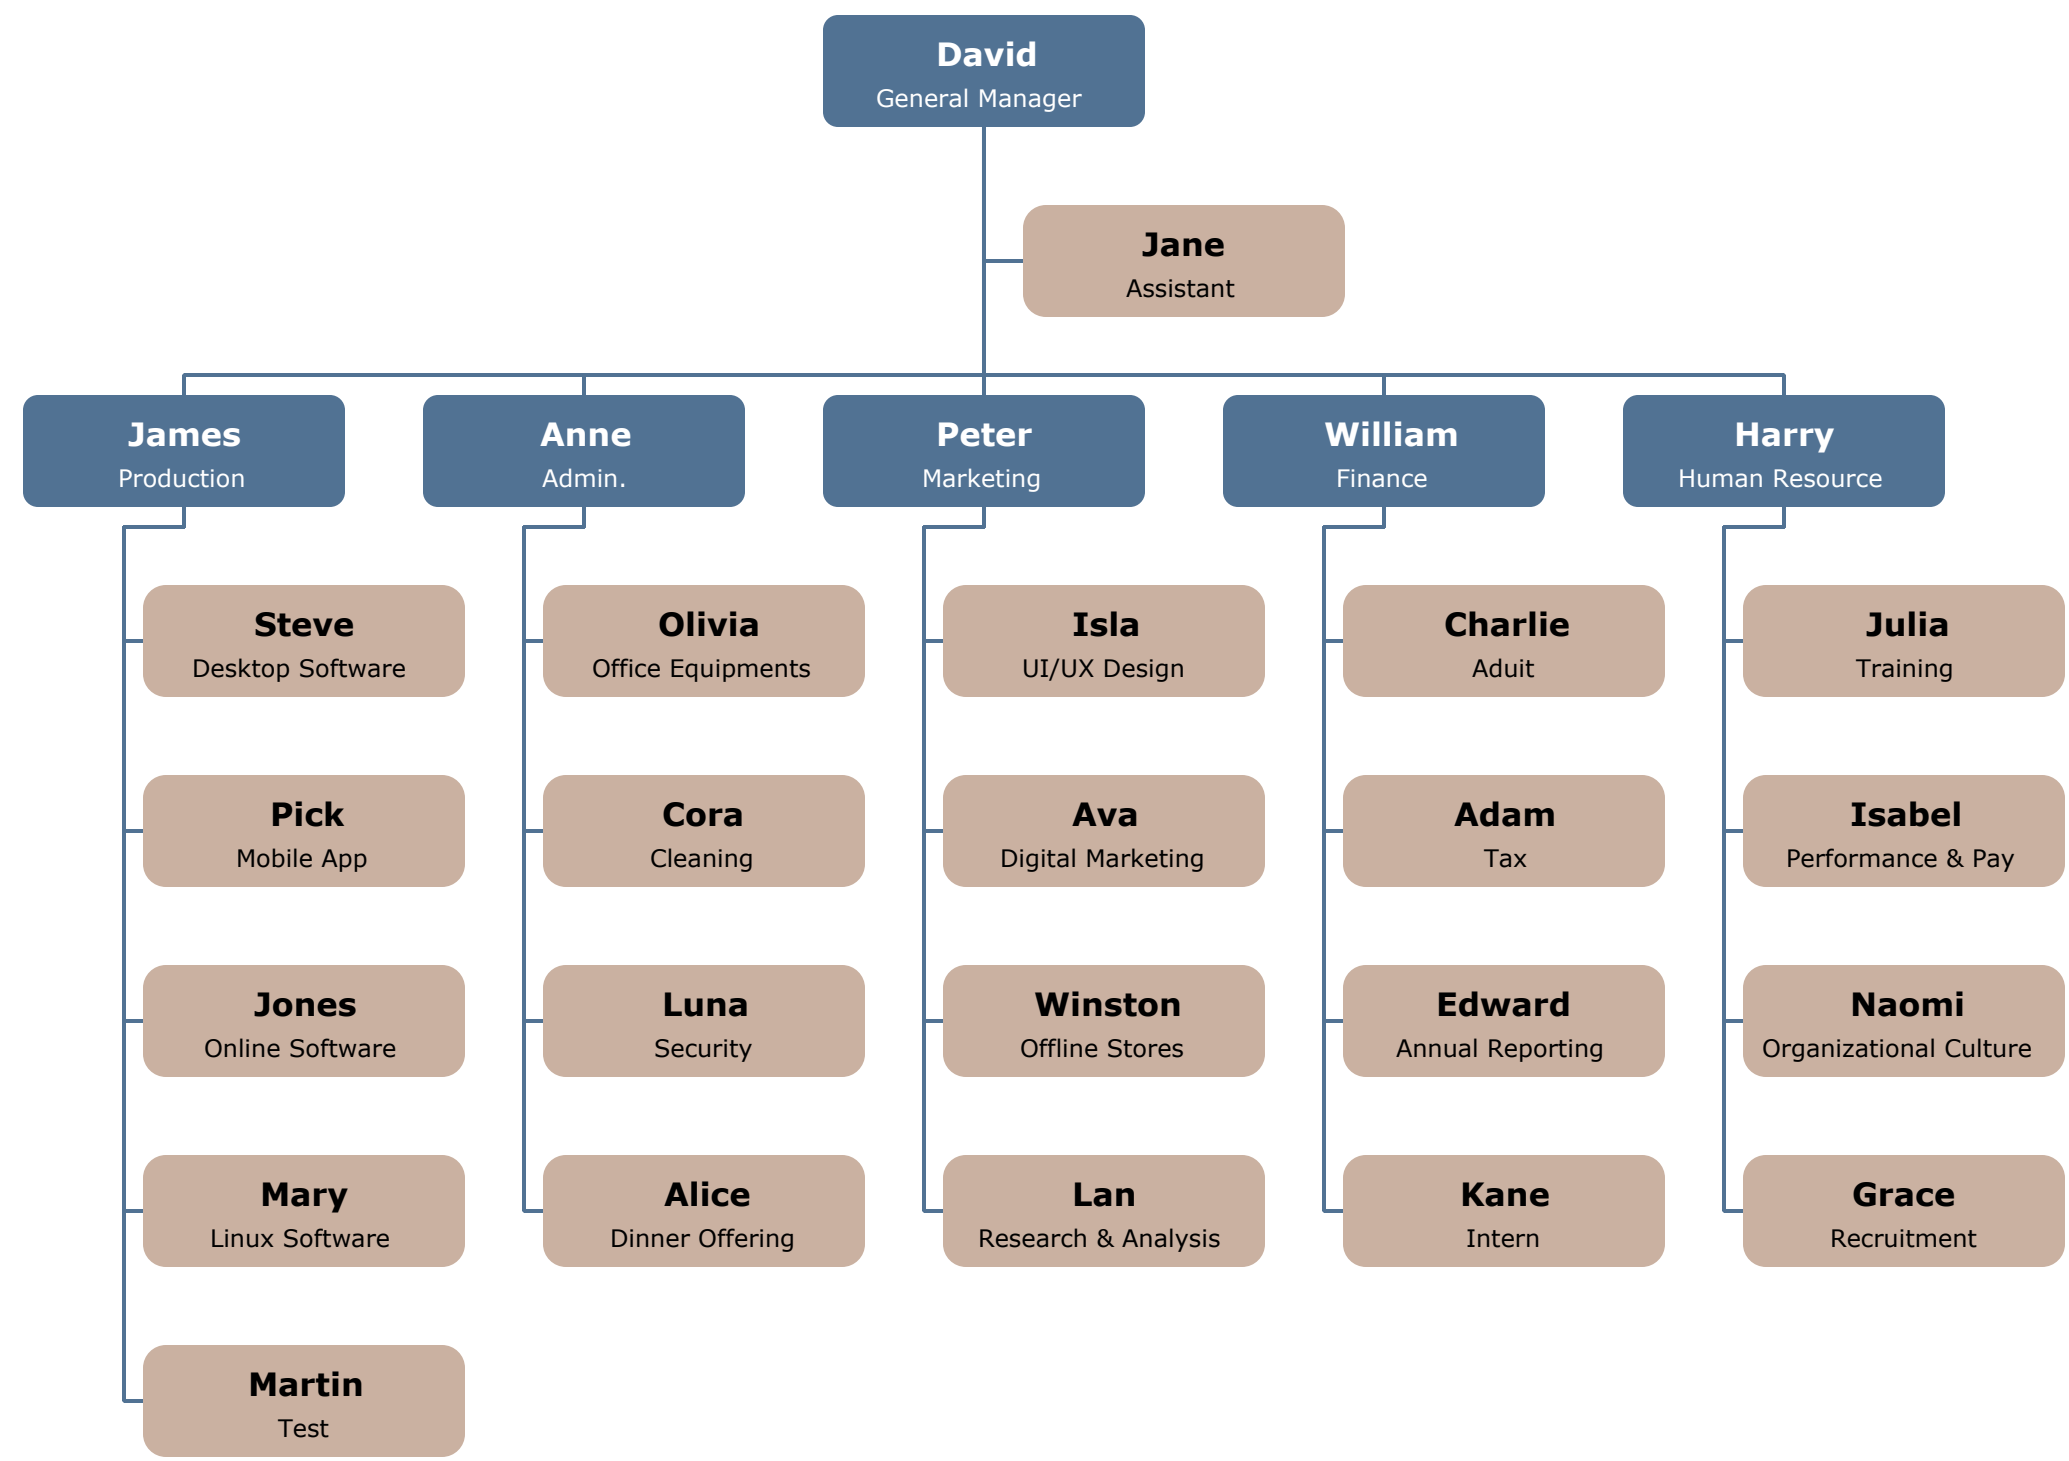 David
General Manager
Jane
Assistant
James
Production
Anne
Admin.
Peter
Marketing
William
Finance
Harry
Human Resource
Steve
Desktop Software
Olivia
Office Equipments
Isla
UI/UX Design
Charlie
Aduit
Julia
Training
Pick
Mobile App
Cora
Cleaning
Ava
Digital Marketing
Adam
Tax
Isabel
Performance & Pay
Jones
Online Software
Luna
Security
Winston
Offline Stores
Edward
Annual Reporting
Naomi
Organizational Culture
Mary
Linux Software
Alice
Dinner Offering
Lan
Research & Analysis
Kane
Intern
Grace
Recruitment
Martin
Test